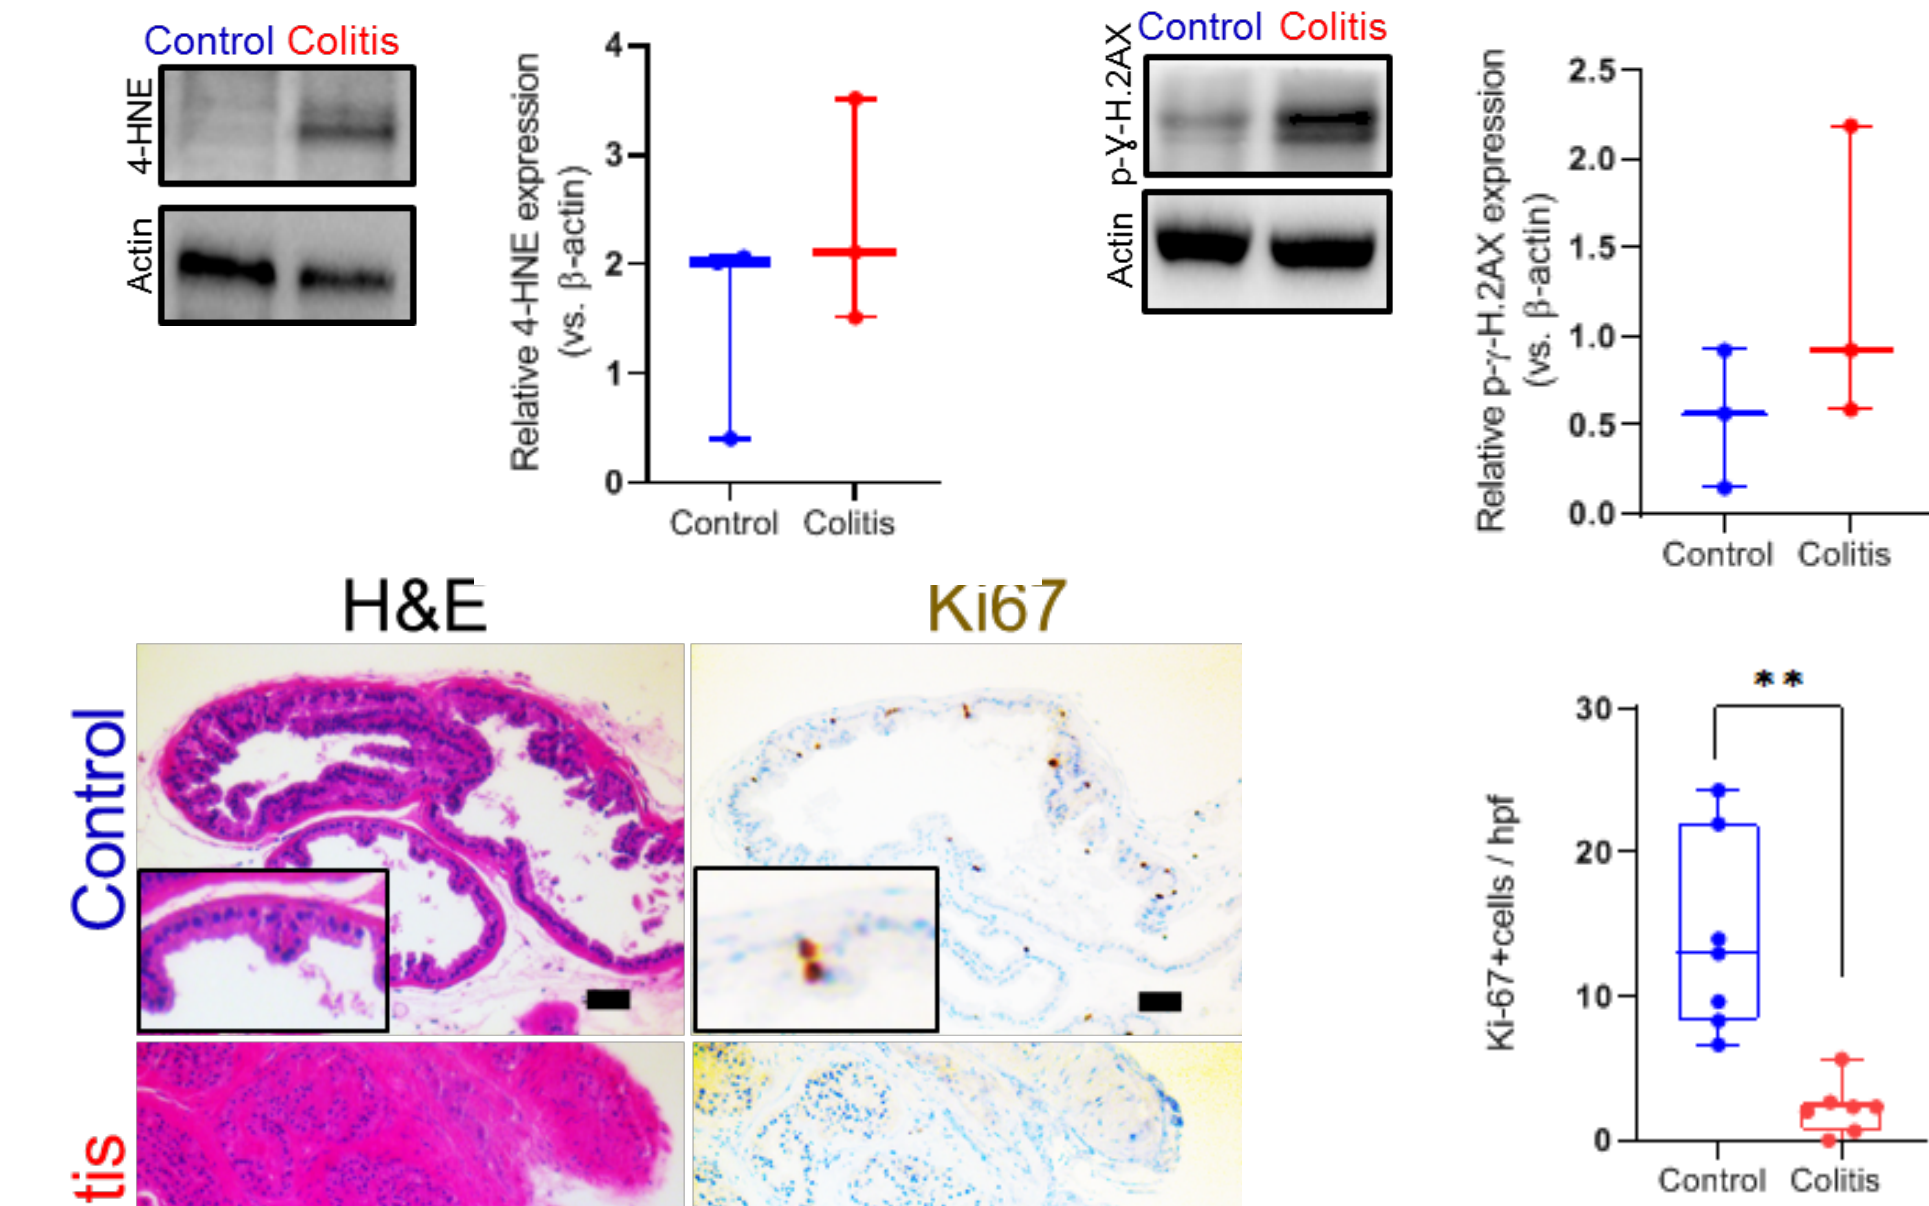 Control Colitis
4-HNE
Actin
Relative 4-HNE expression
(vs. β-actin)
4
3
2
1
0
Control Colitis
Control Colitis
p-Ɣ-H.2AX
Actin
Relative p-γ-H.2AX expression
(vs. β-actin)
2.5
2.0
1.5
1.0
0.5
0.0
Control Colitis
H&E
Ki67
Control
tis
**
Ki-67+cells / hpf
30
20
10
0
Control Colitis